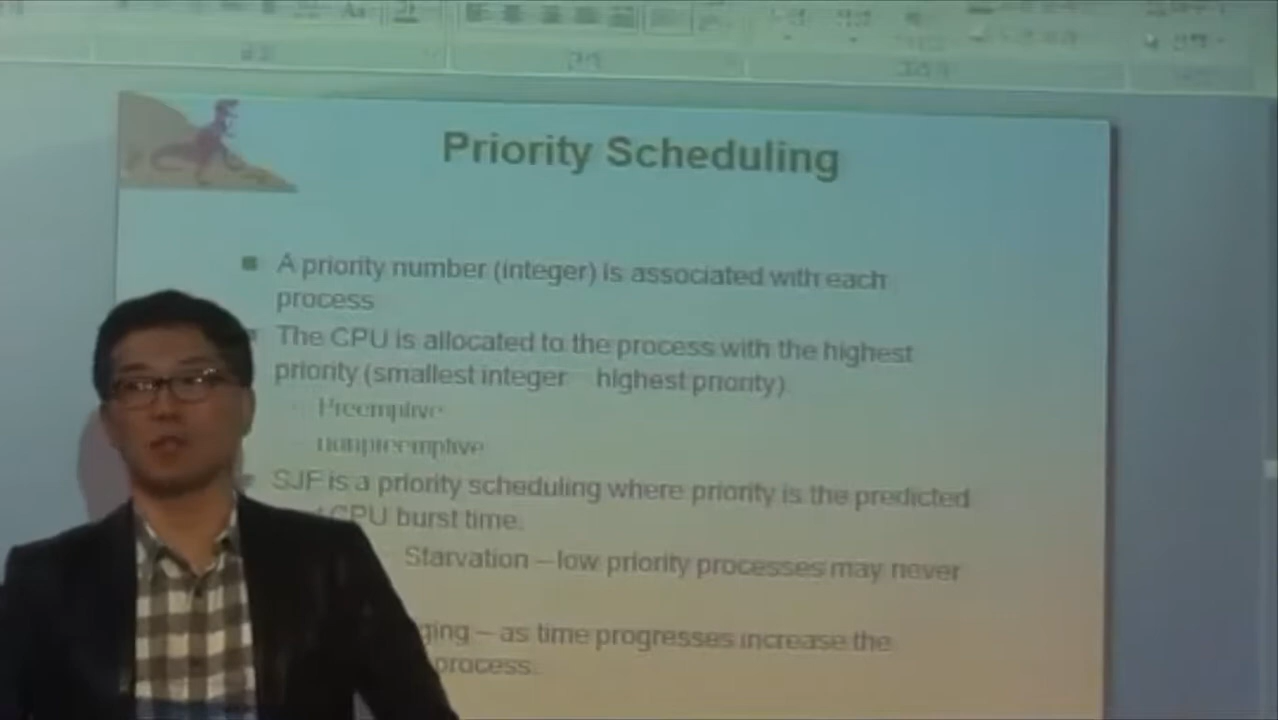 Priority Scheduling
A priority number (integer) is associated with each
process
The CPU is allocated to the process with the highest
priority (smallest integer highest priority)
Preemptive
nonpreemptive
SJF is a priority scheduling where priority is the predicted
CPU burst time.
Starvation – low priority processes may never
ging – as time progresses increase the
process.